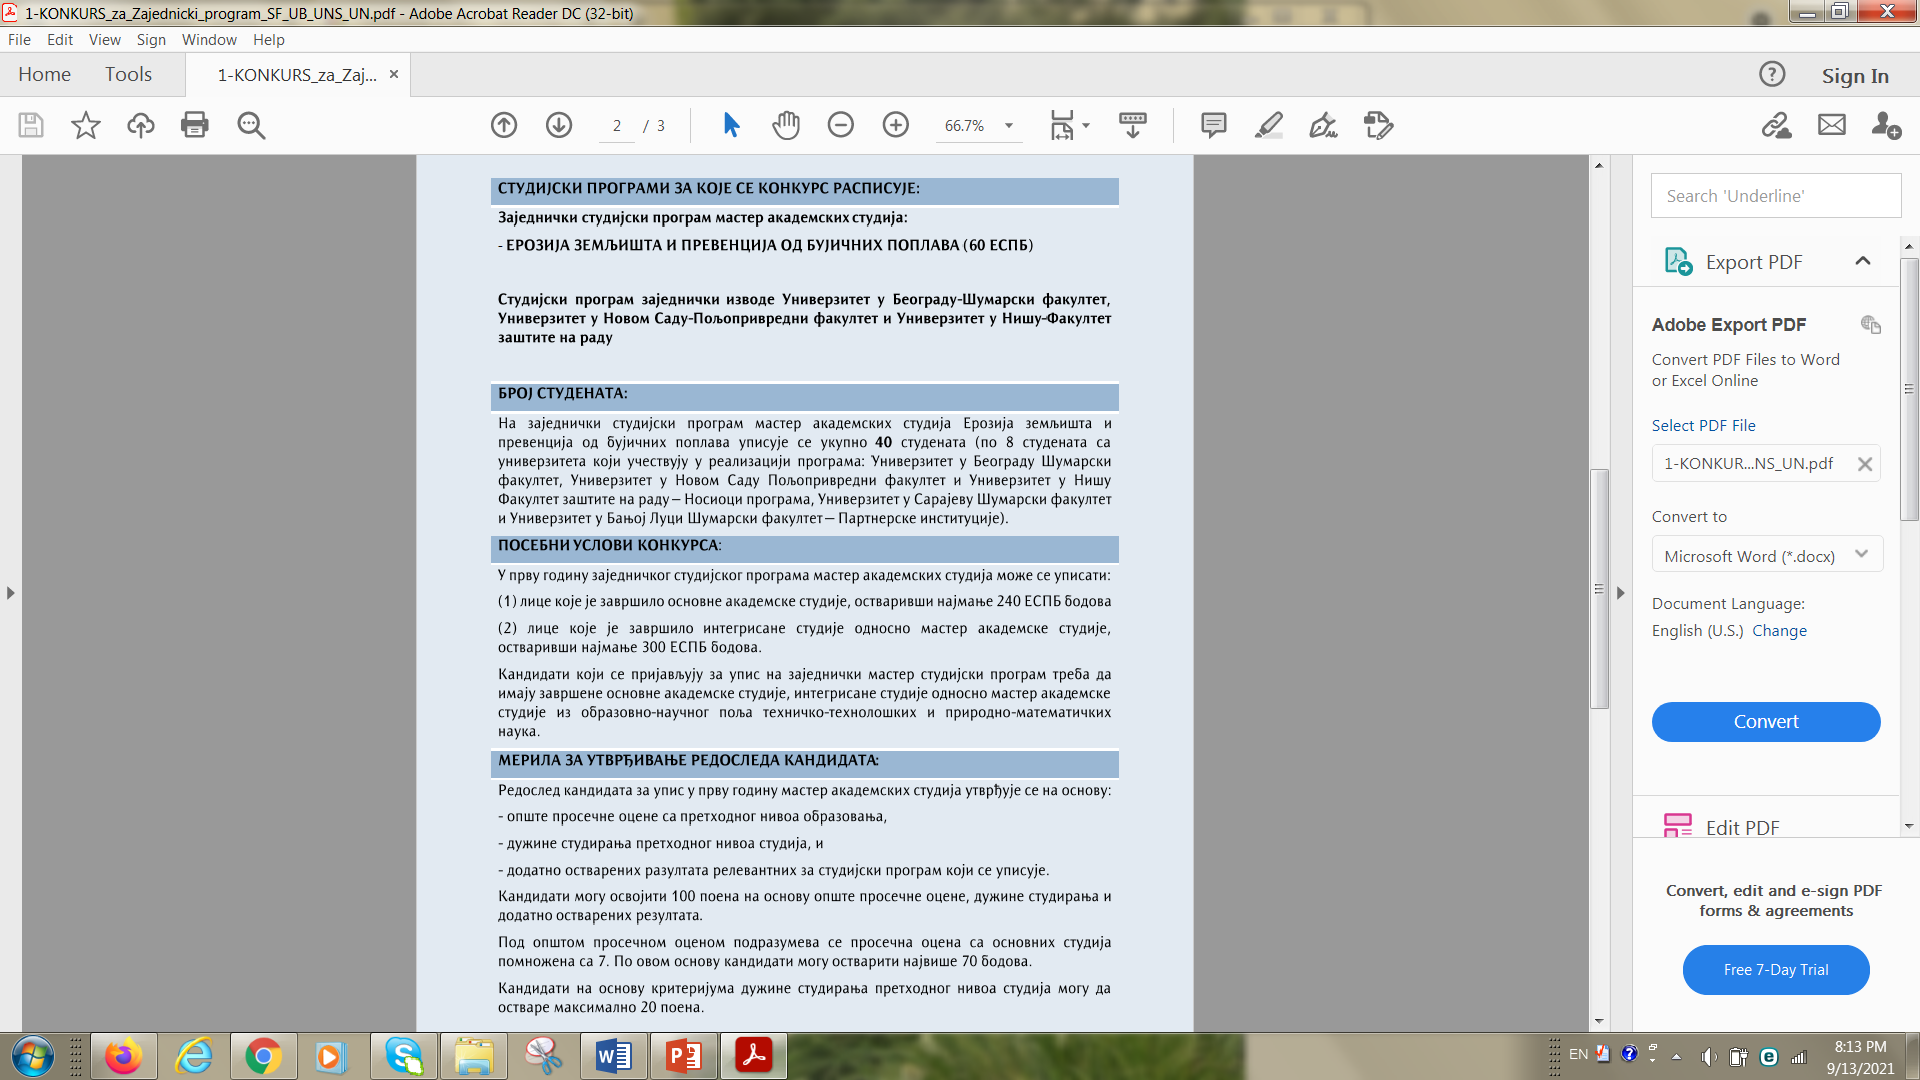 1-KONKURS_za_Zajednicki_program_SF_UB_UNS_UN.pdf - Adobe Acrobat Reader DC (32-bit)
File Edit View Sign Window Help
Home Tools 1-KONKURS_za_Zaj... Sign In
2 / 3 66.7%
СТУДИЈСКИ ПРОГРАМИ ЗА КОЈЕ СЕ КОНКУРС РАСПИСУЈЕ:
Заједнички студијски програм мастер академских студија:
- ЕРОЗИЈА ЗЕМЉИШТА И ПРЕВЕНЦИЈА ОД БУЈИЧНИХ ПОПЛАВА (60 ЕСПБ)
Студијски програм заједнички изводе Универзитет у Београду-Шумарски факултет,
Универзитет у Новом Саду-Пољопривредни факултет и Универзитет у Нишу-Факултет
заштите на раду
БРОЈ СТУДЕНАТА:
На заједнички студијски програм мастер академских студија Ерозија земљишта и
превенција од бујичних поплава уписује се укупно 40 студената (по 8 студената са
универзитета који учествују у реализацији програма: Универзитет у Београду Шумарски
факултет, Универзитет у Новом Саду Пољопривредни факултет и Универзитет у Нишу
Факултет заштите на раду – Носиоци програма, Универзитет у Сарајеву Шумарски факултет
и Универзитет у Бањој Луци Шумарски факултет – Партнерске институције).
ПОСЕБНИ УСЛОВИ КОНКУРСА:
У прву годину заједничког студијског програма мастер академских студија може се уписати:
(1) лице које је завршило основне академске студије, остваривши најмање 240 ЕСПБ бодова
(2) лице које је завршило интегрисане студије односно мастер академске студије,
остваривши најмање 300 ЕСПБ бодова.
Кандидати који се пријављују за упис на заједнички мастер студијски програм треба да
имају завршене основне академске студије, интегрисане студије односно мастер академске
студије из образовно-научног поља техничко-технолошких и природно-математичких
наука.
МЕРИЛА ЗА УТВРЂИВАЊЕ РЕДОСЛЕДА КАНДИДАТА:
Редослед кандидата за упис у прву годину мастер академских студија утврђује се на основу:
- опште просечне оцене са претходног нивоа образовања,
- дужине студирања претходног нивоа студија, и
- додатно остварених разултата релевантних за студијски програм који се уписује.
Кандидати могу освојити 100 поена на основу опште просечне оцене, дужине студирања и
додатно остварених резултата.
Под општом просечном оценом подразумева се просечна оцена са основних студија
помножена са 7. По овом основу кандидати могу остварити највише 70 бодова.
Кандидати на основу критеријума дужине студирања претходног нивоа студија могу да
остваре максимално 20 поена.
Search 'Underline'
Export PDF
Adobe Export PDF
Convert PDF Files to Word
or Excel Online
Select PDF File
1-KONKUR...NS_UN.pdf
Convert to
Microsoft Word (*.docx)
Document Language:
English (U.S.) Change
Convert
Edit PDF
Convert, edit and e-sign PDF
forms & agreements
Free 7-Day Trial
EN
8:13 PM
9/13/2021